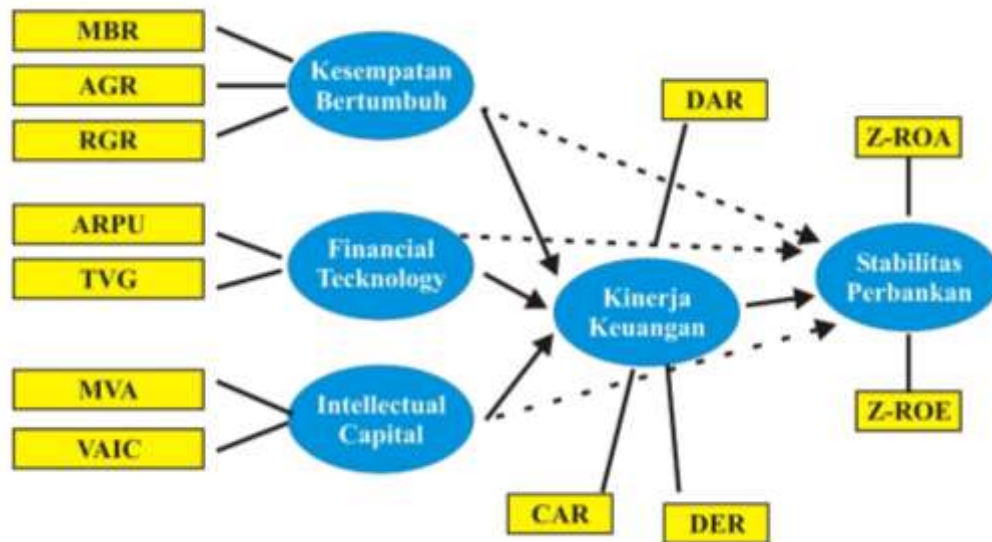 MBR
AGR
RGR
Kesempatan
Bertumbuh
DAR
Z-ROA
ARPU
TVG
Financial
Tecknology
Kinerja
Keuangan
Stabilitas
Perbankan
MVA
VAIC
Intellectual
Capital
Z-ROE
CAR
DER